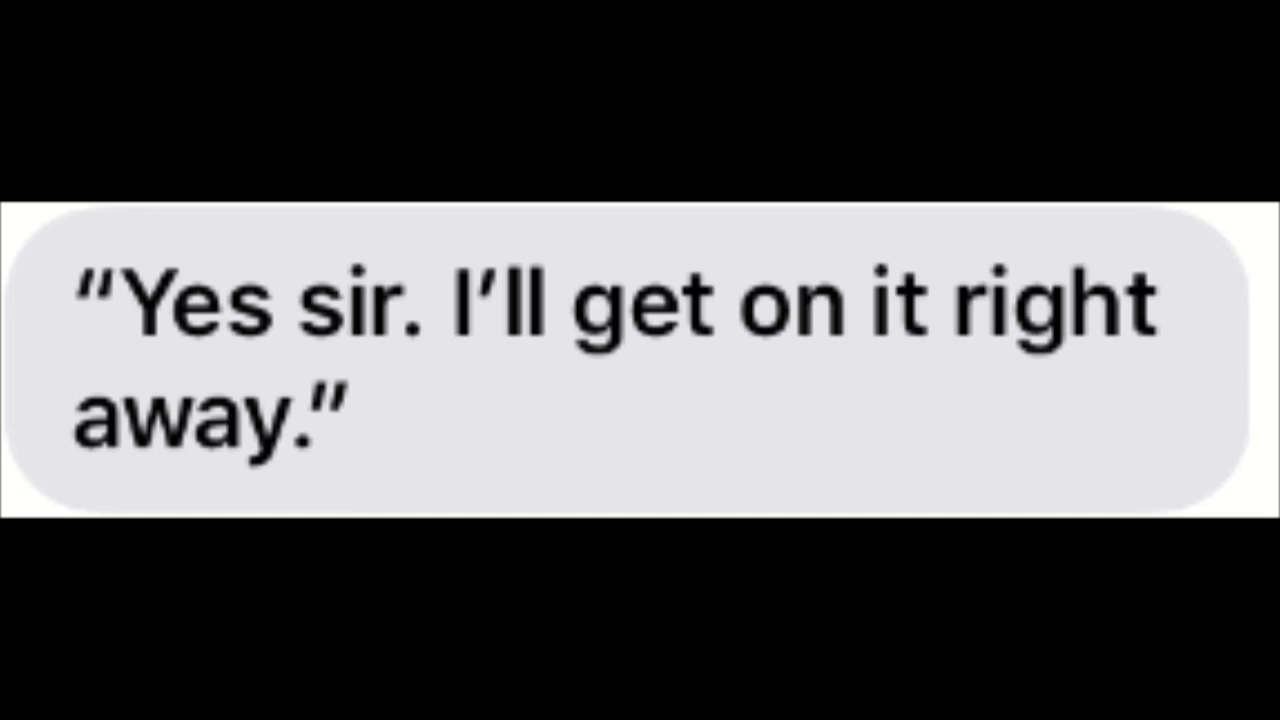 “Yes sir. I’ll get on it right
away.”